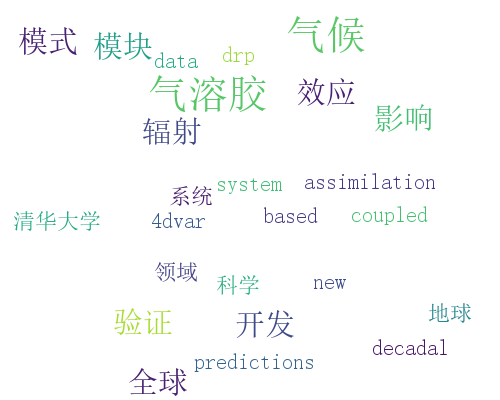 模式 模块 data drp 气候
气溶胶 效应 影响
辐射
系统 system assimilation
清华大学 4dvar based coupled
领域 科学 new
验证 开发 地球
全球 predictions decadal